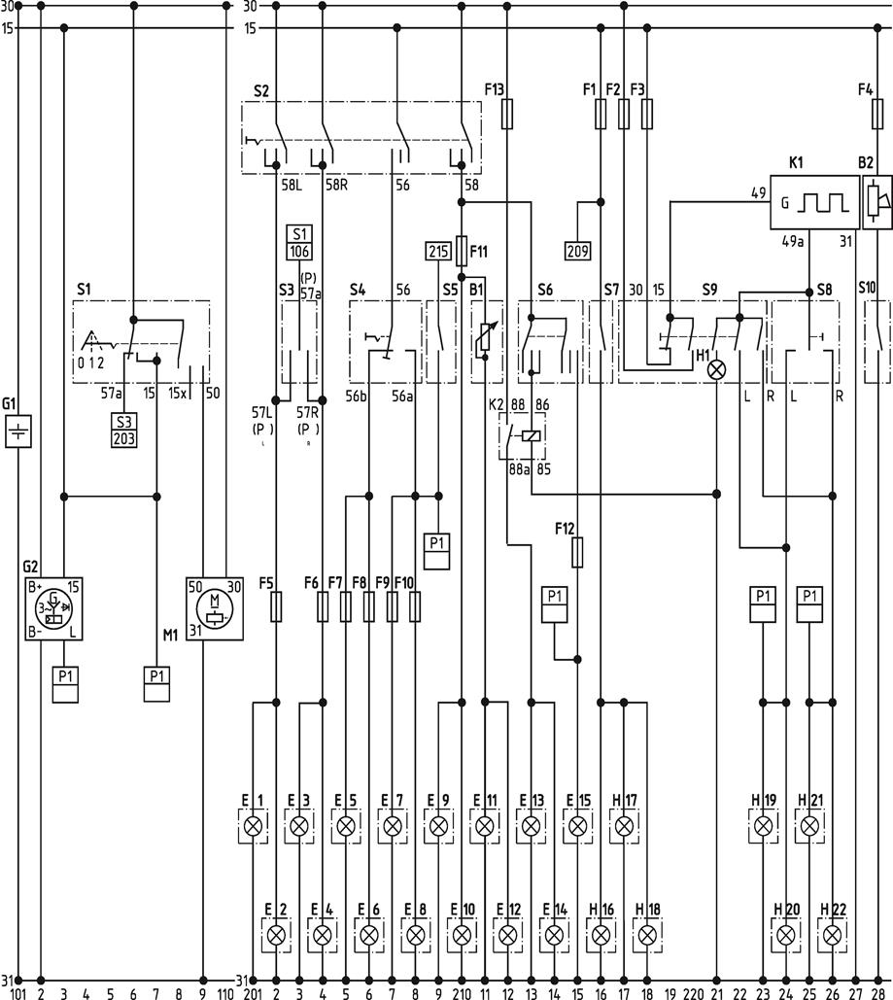 30 30
15 15
S2 F13 F1 F2 F3 F4
K1 B2
58L 58R 56 58 49 G
49a 31
S1 106 215 F11 209
(P) 57a
S1 S3 S4 56 S5 B1 S6 S7 30 15 S9 S8 S10
0 1 2 H1
57a 15 15x 50 56b 56a L R L R
G1 S3 203 57L 57R K2 88 86
(P L) (P R)
88a 85
F12
P1
G2 F5 F6 F7 F8 F9 F10
B+ 15 50 30 P1 P1 P1
G 3~ M
B- L 31 M1
P1 P1
E 1 E 3 E 5 E 7 E 9 E 11 E 13 E 15 H 17 H 19 H 21
E 2 E 4 E 6 E 8 E 10 E 12 E 14 H 16 H 18 H 20 H 22
31 31
101 2 3 4 5 6 7 8 9 110 201 2 3 4 5 6 7 8 9 210 11 12 13 14 15 16 17 18 19 220 21 22 23 24 25 26 27 28